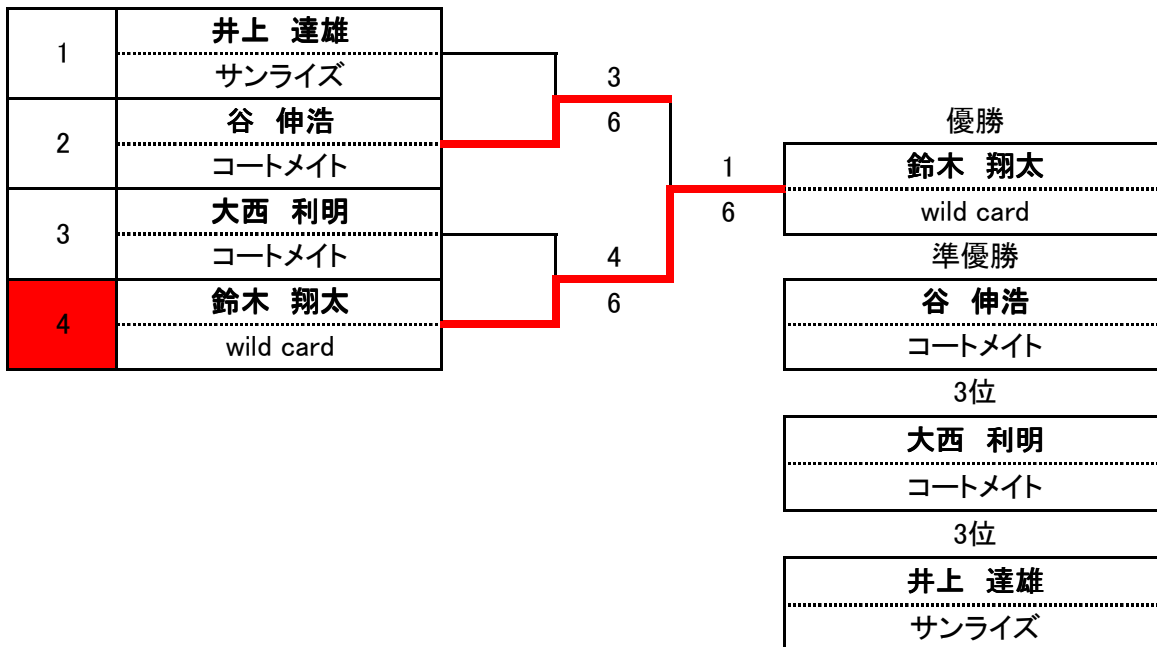 1
井上　達雄
サンライズ
2
谷　伸浩
コートメイト
3
大西　利明
コートメイト
4
鈴木　翔太
wild card
3
6
4
6
1
6
優勝
鈴木　翔太
wild card
準優勝
谷　伸浩
コートメイト
3位
大西　利明
コートメイト
3位
井上　達雄
サンライズ